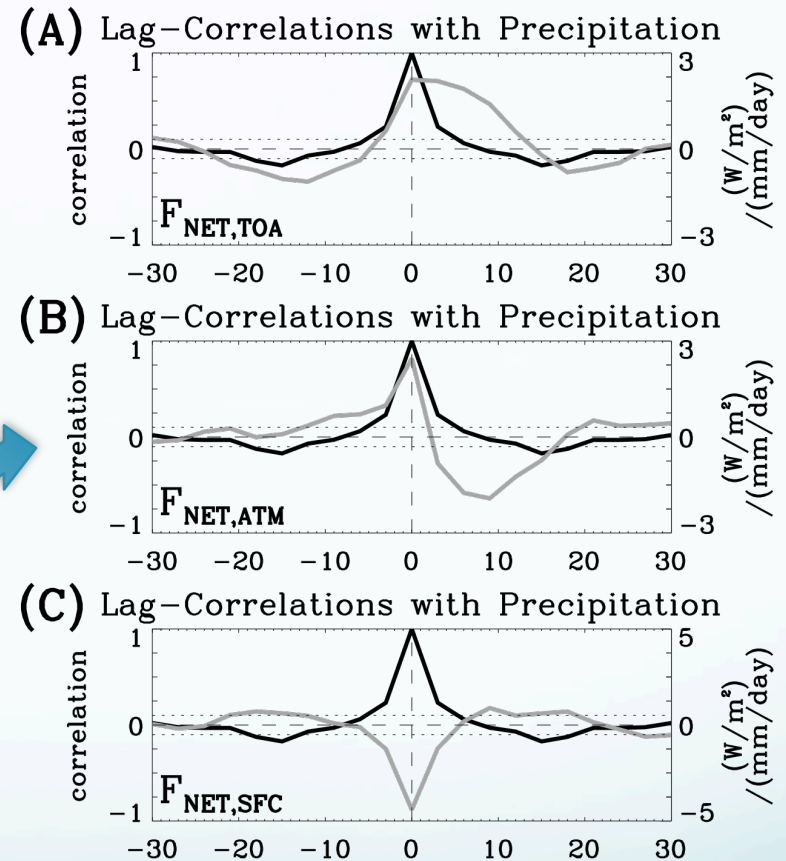 (A) Lag-Correlations with Precipitation
correlation
1
0
-1
3
0
-3
(W/m²)
/(mm/day)
F NET,TOA
-30 -20 -10 0 10 20 30
(B) Lag-Correlations with Precipitation
correlation
1
0
-1
3
0
-3
(W/m²)
/(mm/day)
F NET,ATM
-30 -20 -10 0 10 20 30
(C) Lag-Correlations with Precipitation
correlation
1
0
-1
5
0
-5
(W/m²)
/(mm/day)
F NET,SFC
-30 -20 -10 0 10 20 30